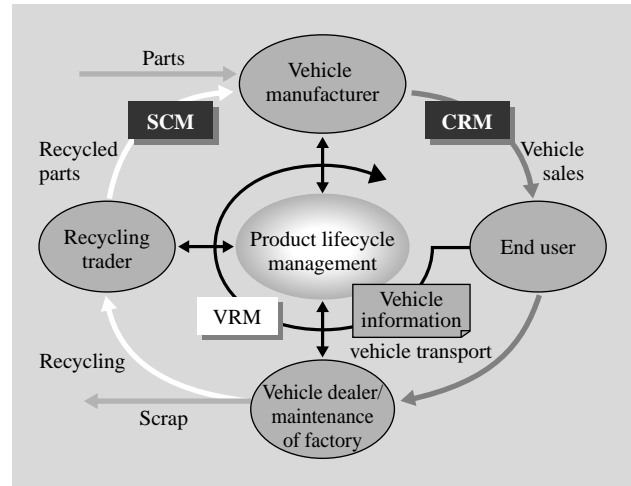 Parts
Vehicle
manufacturer
SCM
CRM
Recycled
parts
Vehicle
sales
Recycling
trader
Product lifecycle
management
End user
VRM
Vehicle
information
vehicle transport
Recycling
Vehicle dealer/
maintenance
of factory
Scrap